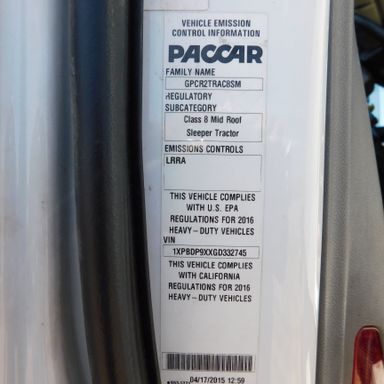 VEHICLE EMISSION
CONTROL INFORMATION
PACCAR
FAMILY NAME
GPCR2TRAC8SM
REGULATORY
SUBCATEGORY
Class 8 Mid Roof
Sleeper Tractor
EMISSIONS CONTROLS
LRRA
THIS VEHICLE COMPLIES
WITH U.S. EPA
REGULATIONS FOR 2016
HEAVY-DUTY VEHICLES
VIN
1XPBDP9XXGD332745
THIS VEHICLE COMPLIES
WITH CALIFORNIA
REGULATIONS FOR 2016
HEAVY-DUTY VEHICLES
04/17/2015 12:59